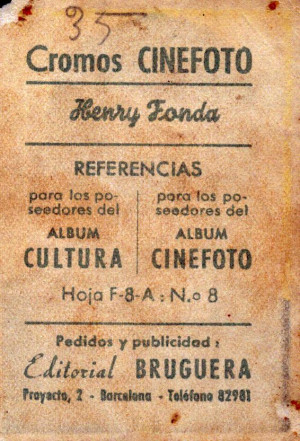 35
Cromos CINEFOTO
Henry Fonda
REFERENCIAS
para los po-
seedores del
ALBUM
CULTURA
para los po-
seedores del
ALBUM
CINEFOTO
Hoja F-8-A : N.o 8
Pedidos y publicidad :
Editorial BRUGUERA
Proyecto, 2 - Barcelona - Teléfono 82981